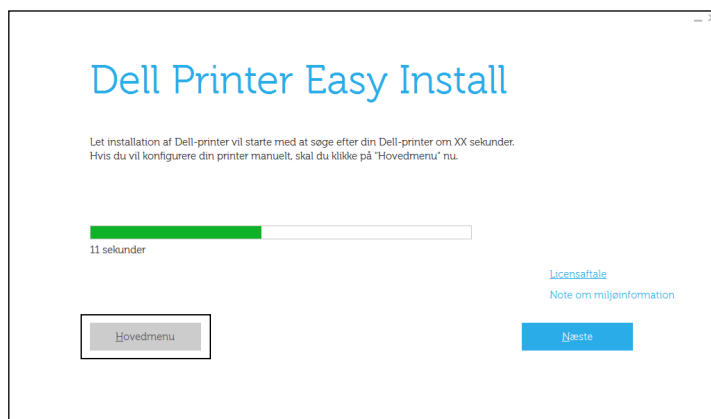 Dell Printer Easy Install
Let installation af Dell-printer vil starte med at søge efter din Dell-printer om XX sekunder.
Hvis du vil konfigurere din printer manuelt, skal du klikke på "Hovedmenu" nu.
11 sekunder
Licensaftale
Note om miljøinformation
Hovedmenu
Næste